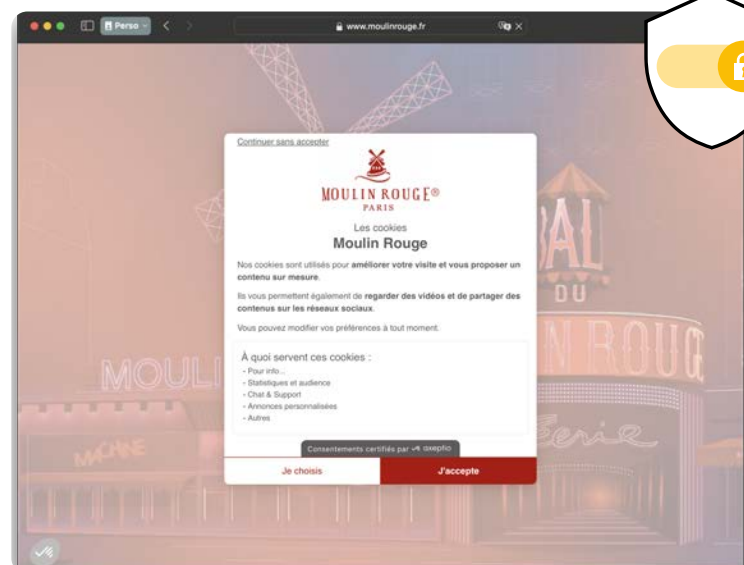 Perso
www.moulinrouge.fr
Continuer sans accepter
MOULIN ROUGE®
PARIS
Les cookies
Moulin Rouge
Nos cookies sont utilisés pour améliorer votre visite et vous proposer un
contenu sur mesure.
Ils vous permettent également de regarder des vidéos et de partager des
contenus sur les réseaux sociaux.
Vous pouvez modifier vos préférences à tout moment.
À quoi servent ces cookies :
- Pour info...
- Statistiques et audience
- Chat & Support
- Annonces personnalisées
- Autres
Consentements certifiés par axeptio
Je choisis
J'accepte
BAL
DU
MOULI
N ROUGE
MACHINE